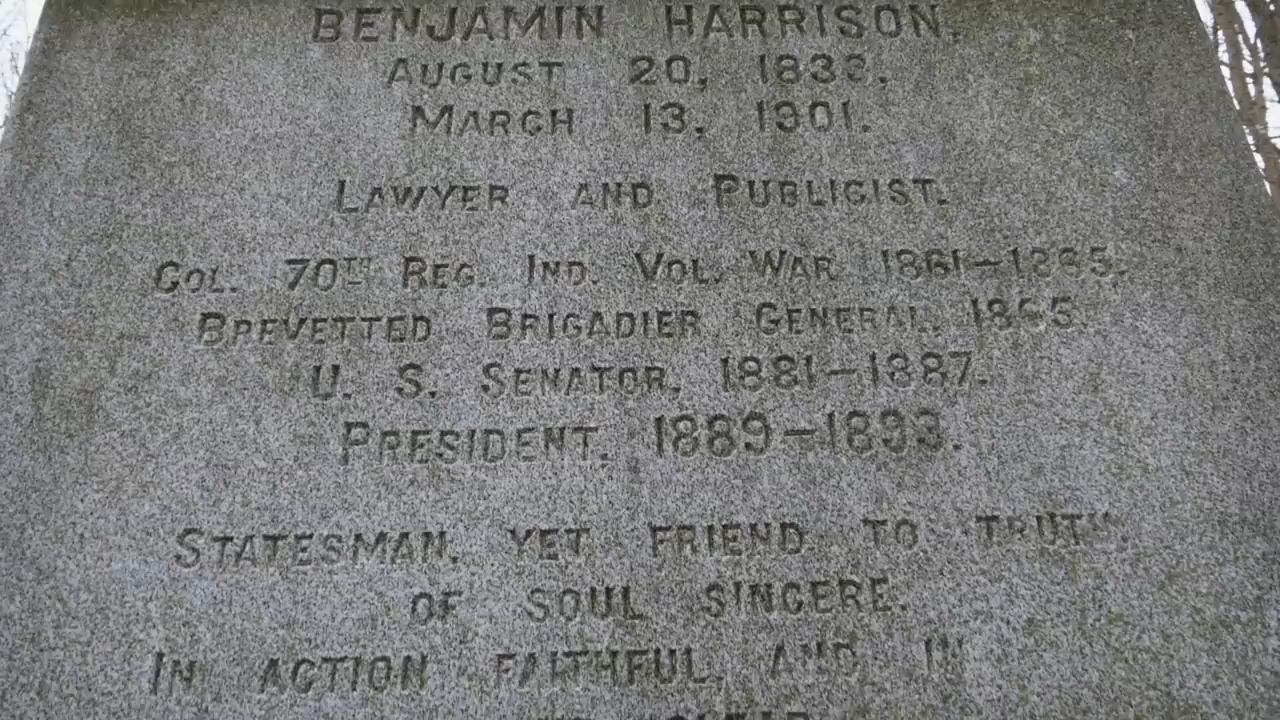 BENJAMIN HARRISON.
AUGUST 20, 1833.
MARCH 13, 1901.
LAWYER AND PUBLICIST.
COL. 70TH REG. IND. VOL. WAR 1861-1865.
BREVETTED BRIGADIER GENERAL, 1865.
U. S. SENATOR, 1881-1887.
PRESIDENT, 1889-1893.
STATESMAN, YET FRIEND TO TRUTH,
OF SOUL SINCERE,
IN ACTION FAITHFUL, AND IN